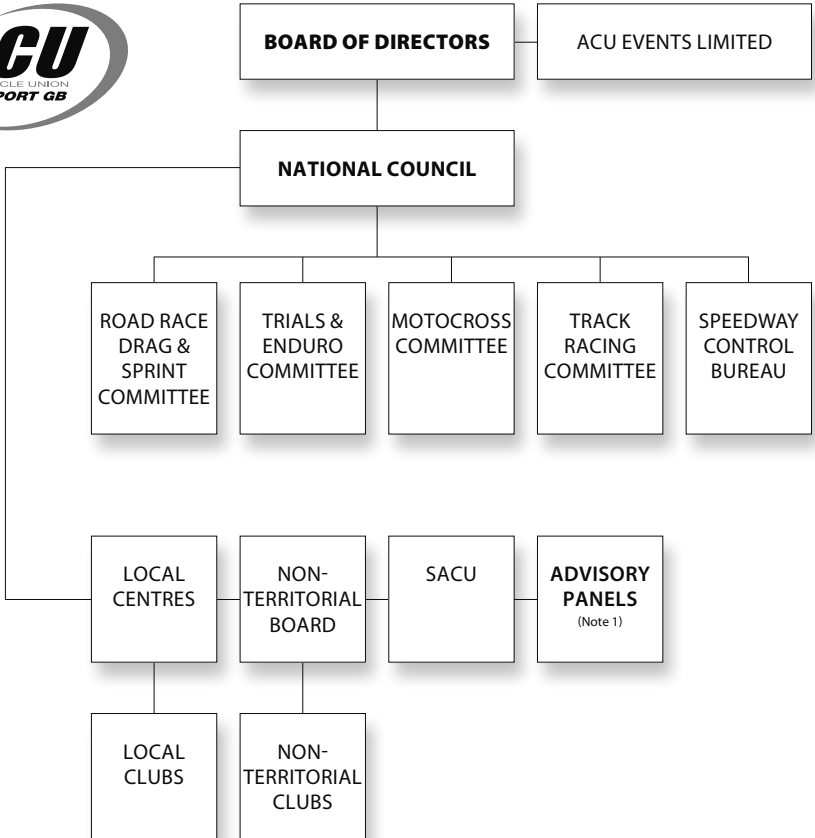 CU
CLE UNION
PORT GB
BOARD OF DIRECTORS
ACU EVENTS LIMITED
NATIONAL COUNCIL
ROAD RACE
DRAG &
SPRINT
COMMITTEE
TRIALS &
ENDURO
COMMITTEE
MOTOCROSS
COMMITTEE
TRACK
RACING
COMMITTEE
SPEEDWAY
CONTROL
BUREAU
LOCAL
CENTRES
NON-
TERRITORIAL
BOARD
SACU
ADVISORY
PANELS
(Note 1)
LOCAL
CLUBS
NON-
TERRITORIAL
CLUBS